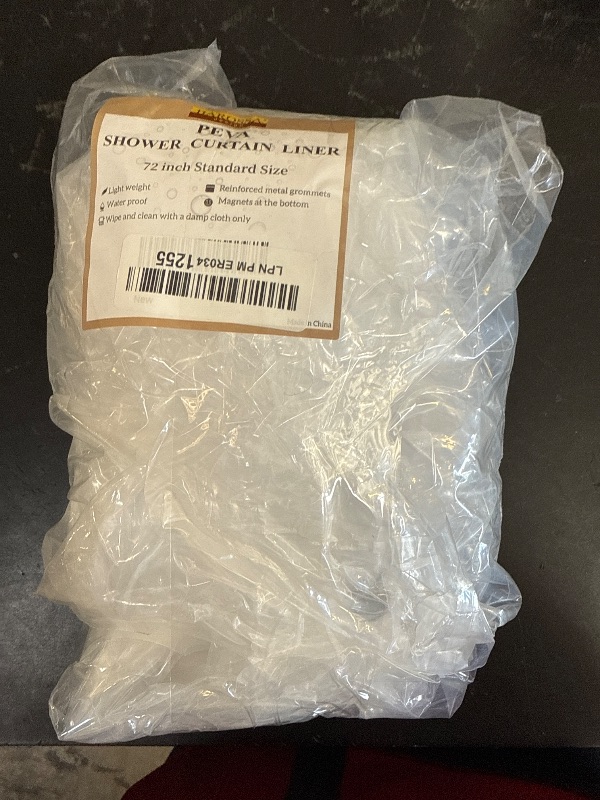 PEVA
SHOWER CURTAIN LINER
72 inch Standard Size
Light weight
Water proof
Wipe and clean with a damp cloth only
Reinforced metal grommets
Magnets at the bottom
LPN PM ER0341255
NEW
Made in China